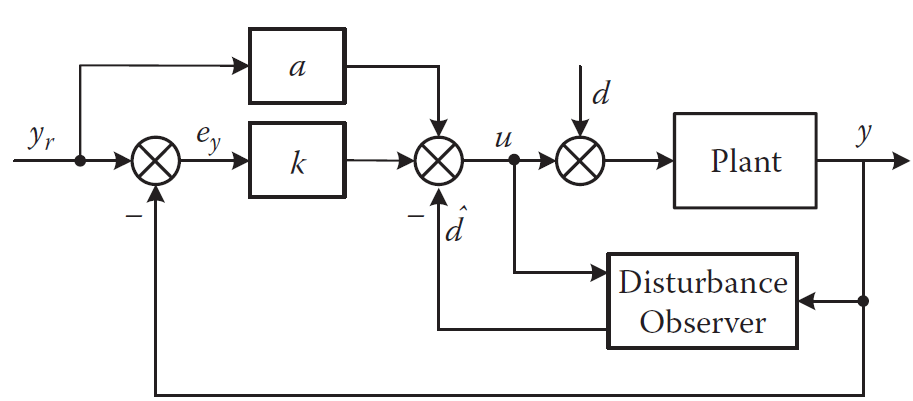 a
d
y_r
e_y
u
y
k
Plant
−
−
d̂
Disturbance
Observer